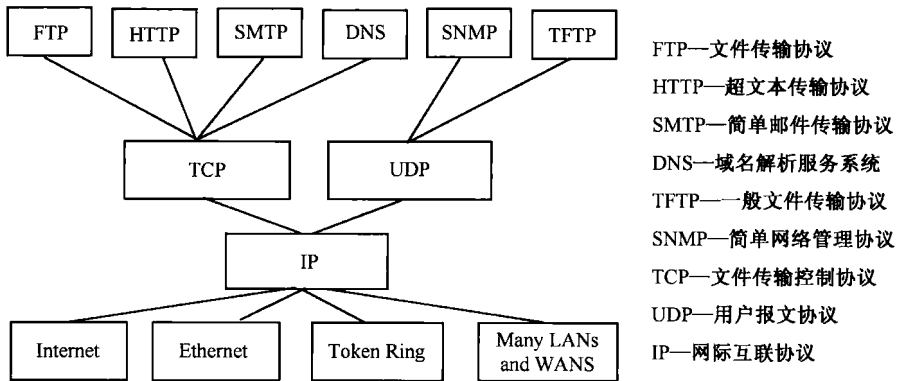 FTP
HTTP
SMTP
DNS
SNMP
TFTP
TCP
UDP
IP
Internet
Ethernet
Token Ring
Many LANs
and WANS
FTP—文件传输协议
HTTP—超文本传输协议
SMTP—简单邮件传输协议
DNS—域名解析服务系统
TFTP—一般文件传输协议
SNMP—简单网络管理协议
TCP—文件传输控制协议
UDP—用户报文协议
IP—网际互联协议